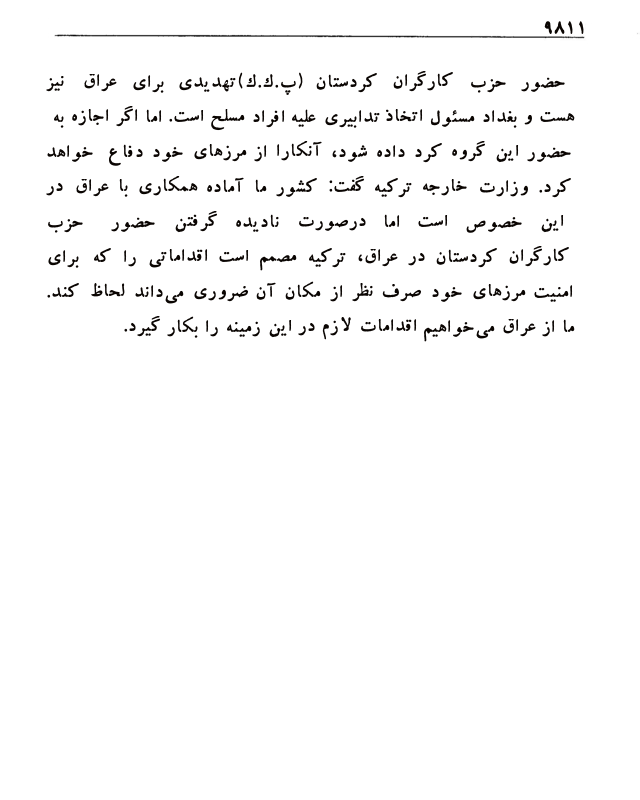 ۹۸۱۱
حضور حزب کارگران کردستان (پ.ک.ک)تهدیدی برای عراق نیز
هست و بغداد مسئول اتخاذ تدابیری علیه افراد مسلح است. اما اگر اجازه به
حضور این گروه کرد داده شود، آنکارا از مرزهای خود دفاع خواهد
کرد. وزارت خارجه ترکیه گفت: کشور ما آماده همکاری با عراق در
این خصوص است اما درصورت نادیده گرفتن حضور حزب
کارگران کردستان در عراق، ترکیه مصمم است اقداماتی را که برای
امنیت مرزهای خود صرف نظر از مکان آن ضروری می‌داند لحاظ کند.
ما از عراق می‌خواهیم اقدامات لازم در این زمینه را بکار گیرد.